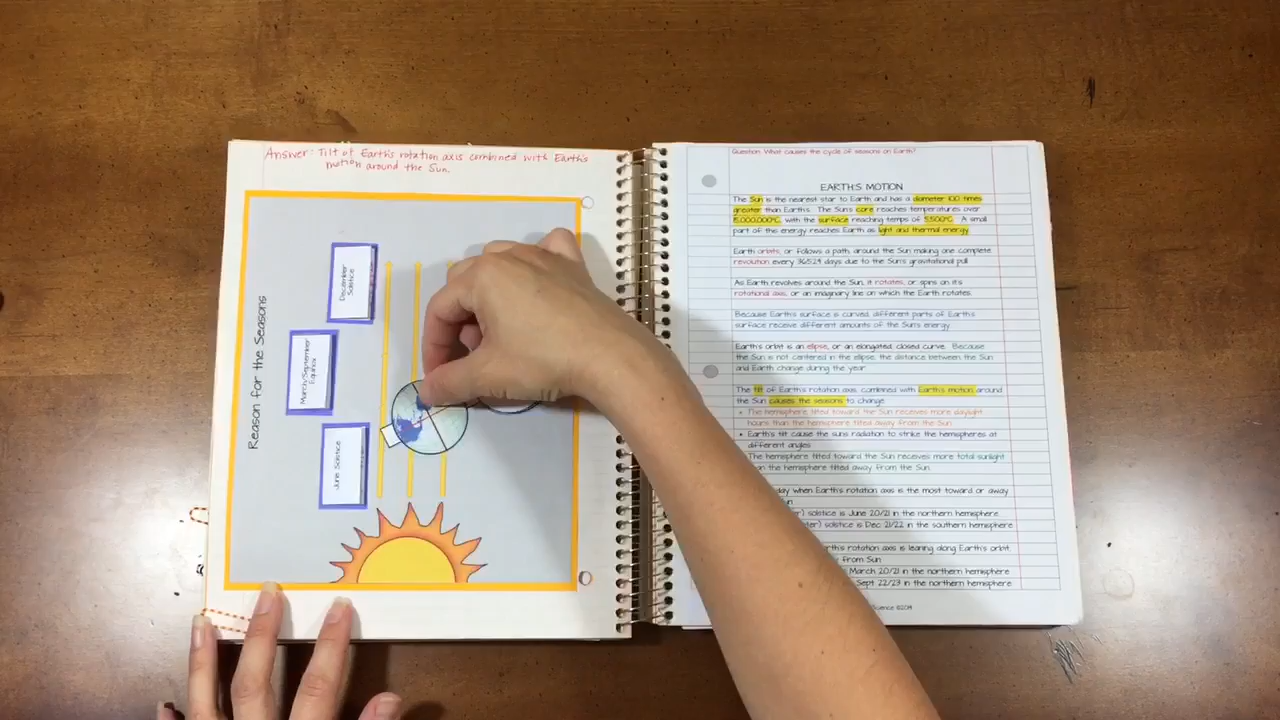 Answer: Tilt of Earth's rotation axis combined with Earth's
motion around the Sun.
Reason for the Seasons
December
Solstice
March/September
Equinox
June Solstice
Question: What causes the cycle of seasons on Earth?
EARTH'S MOTION
The Sun is the nearest star to Earth and has a diameter 100 times
greater than Earth's. The Sun's core reaches temperatures over
15,000,000°C, with the surface reaching temps of 5500°C. A small
part of this energy reaches Earth as light and thermal energy.
Earth orbits, or follows a path, around the Sun making one complete
revolution every 365.24 days due to the Sun's gravitational pull
As Earth revolves around the Sun, it rotates, or spins on its
rotational axis, or an imaginary line on which the Earth rotates.
Because Earth's surface is curved, different parts of Earth's
surface receive different amounts of the Sun's energy.
Earth's orbit is an elipse, or an elongated, closed curve. Because
the Sun is not centered in the elipse, the distance between the Sun
and Earth change during the year.
The tilt of Earth's rotation axis, combined with Earth's motion around
the Sun causes the seasons to change
• The hemisphere tilted toward the Sun receives more daylight
hours than the hemisphere tilted away from the Sun.
• Earth's tilt cause the suns radiation to strike the hemispheres at
different angles
The hemisphere tilted toward the Sun receives more total sunlight
than the hemisphere tilted away from the Sun.
day when Earth's rotation axis is the most toward or away
solstice is June 20/21 in the northern hemisphere
solstice is Dec 21/22 in the southern hemisphere
rotation axis is leaning along Earth's orbit,
from Sun
March 20/21 in the northern hemisphere
Sept 22/23 in the northern hemisphere
Science ©2019